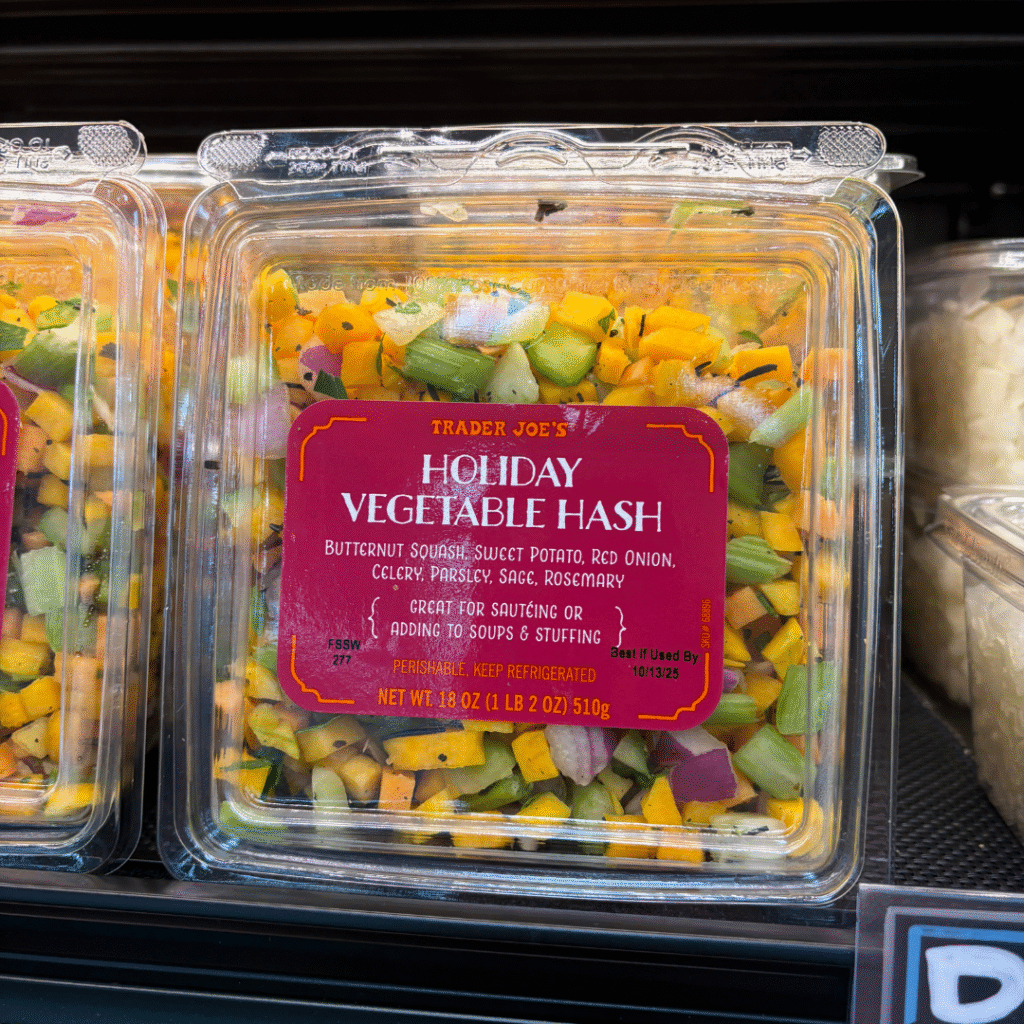 TRADER JOE'S
HOLIDAY
VEGETABLE HASH
BUTTERNUT SQUASH, SWEET POTATO, RED ONION,
CELERY, PARSLEY, SAGE, ROSEMARY
{ GREAT FOR SAUTÉING OR
ADDING TO SOUPS & STUFFING }
FSSW
277
Best If Used By
10/13/25
SKU# 68896
PERISHABLE, KEEP REFRIGERATED
NET WT. 18 OZ (1 LB 2 OZ) 510g
D